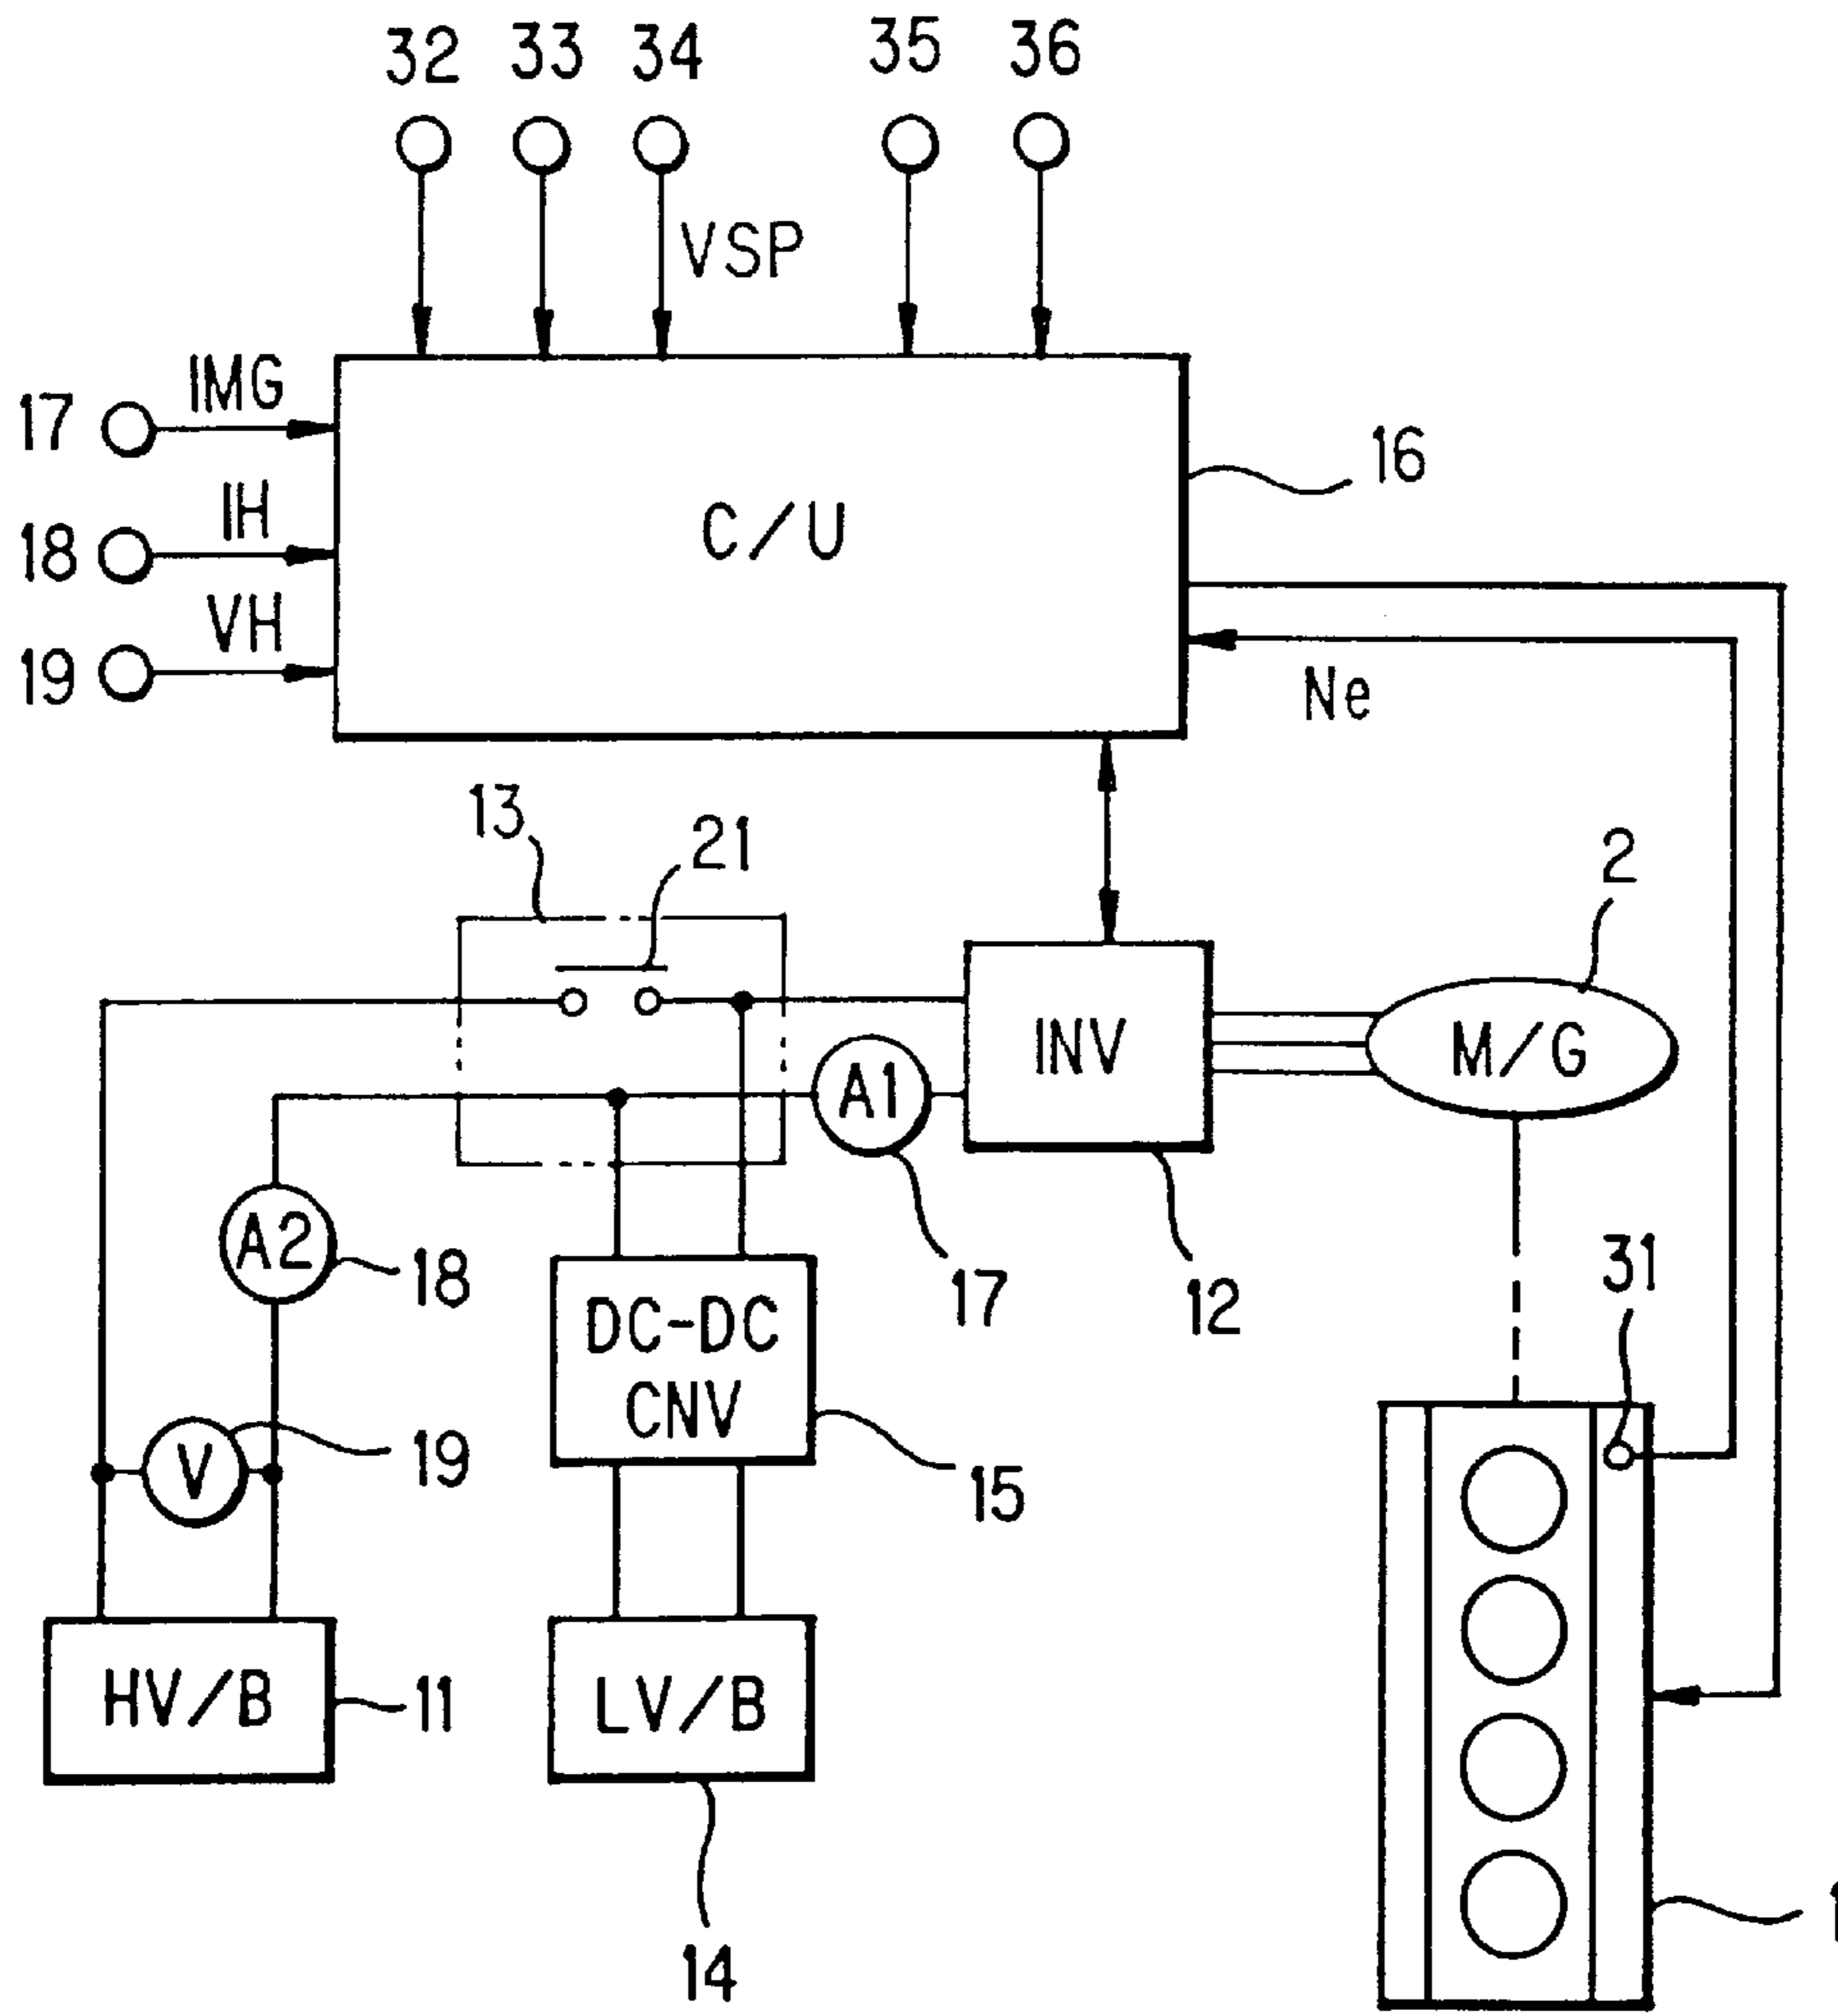 32 33 34 35 36
VSP
IMG
17
IH
18
C/U
16
VH
19
Ne
13
21
2
INV
M/G
A1
A2
18
17
12
31
DC-DC
CNV
V
19
15
HV/B
11
LV/B
14
1